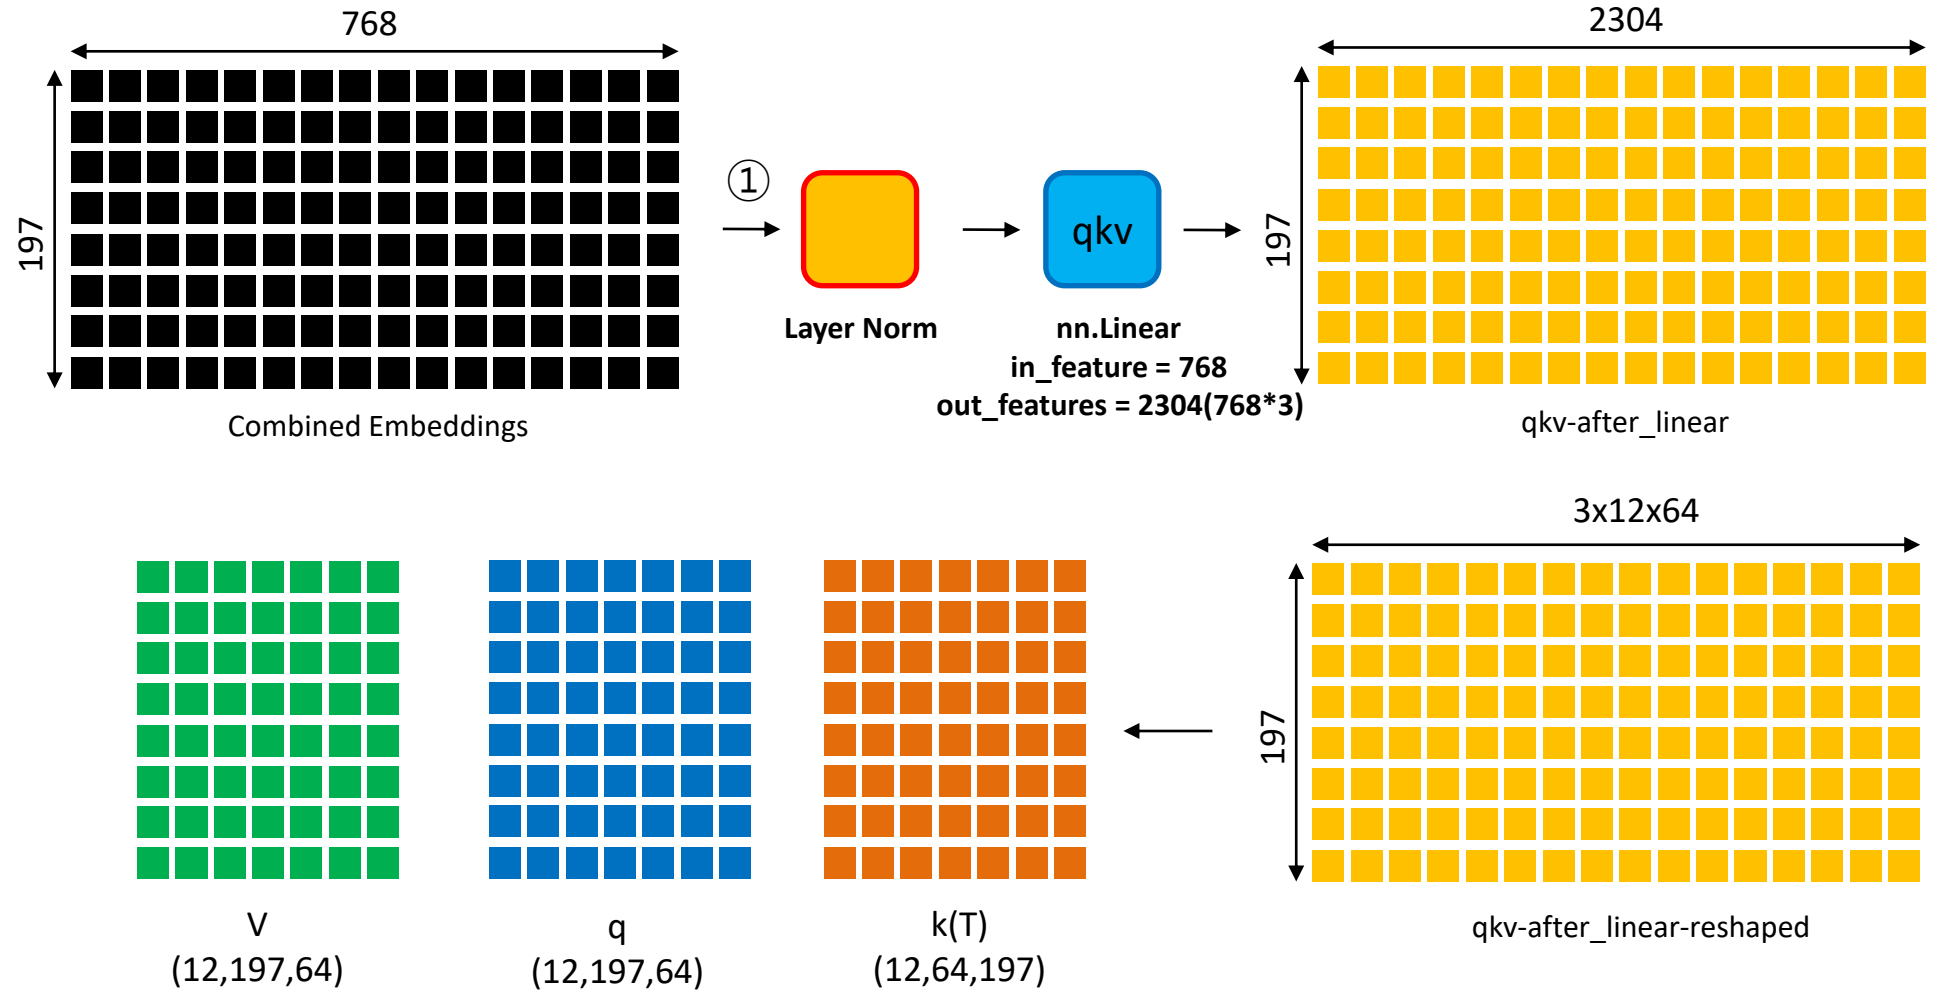 768
197
Combined Embeddings
①
Layer Norm
qkv
nn.Linear
in_feature = 768
out_features = 2304(768*3)
2304
197
qkv-after_linear
3x12x64
197
qkv-after_linear-reshaped
V
(12,197,64)
q
(12,197,64)
k(T)
(12,64,197)